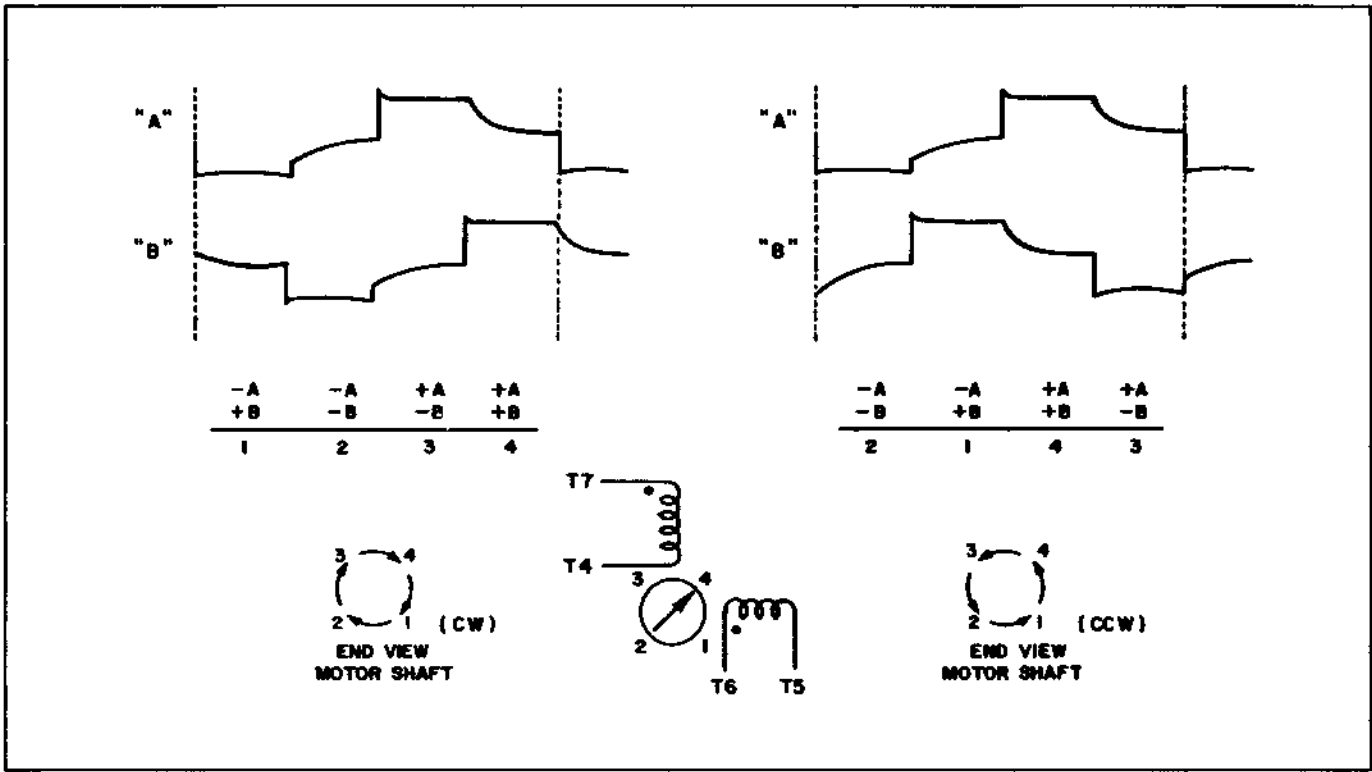 "A"
"B"
-A -A +A +A
+B -B -B +B
1 2 3 4
3 4
2 1 (CW)
END VIEW
MOTOR SHAFT
"A"
"B"
-A -A +A +A
-B +B +B -B
2 1 4 3
3 4
2 1 (CCW)
END VIEW
MOTOR SHAFT
T7
T4
3 4
2 1
T6 T5